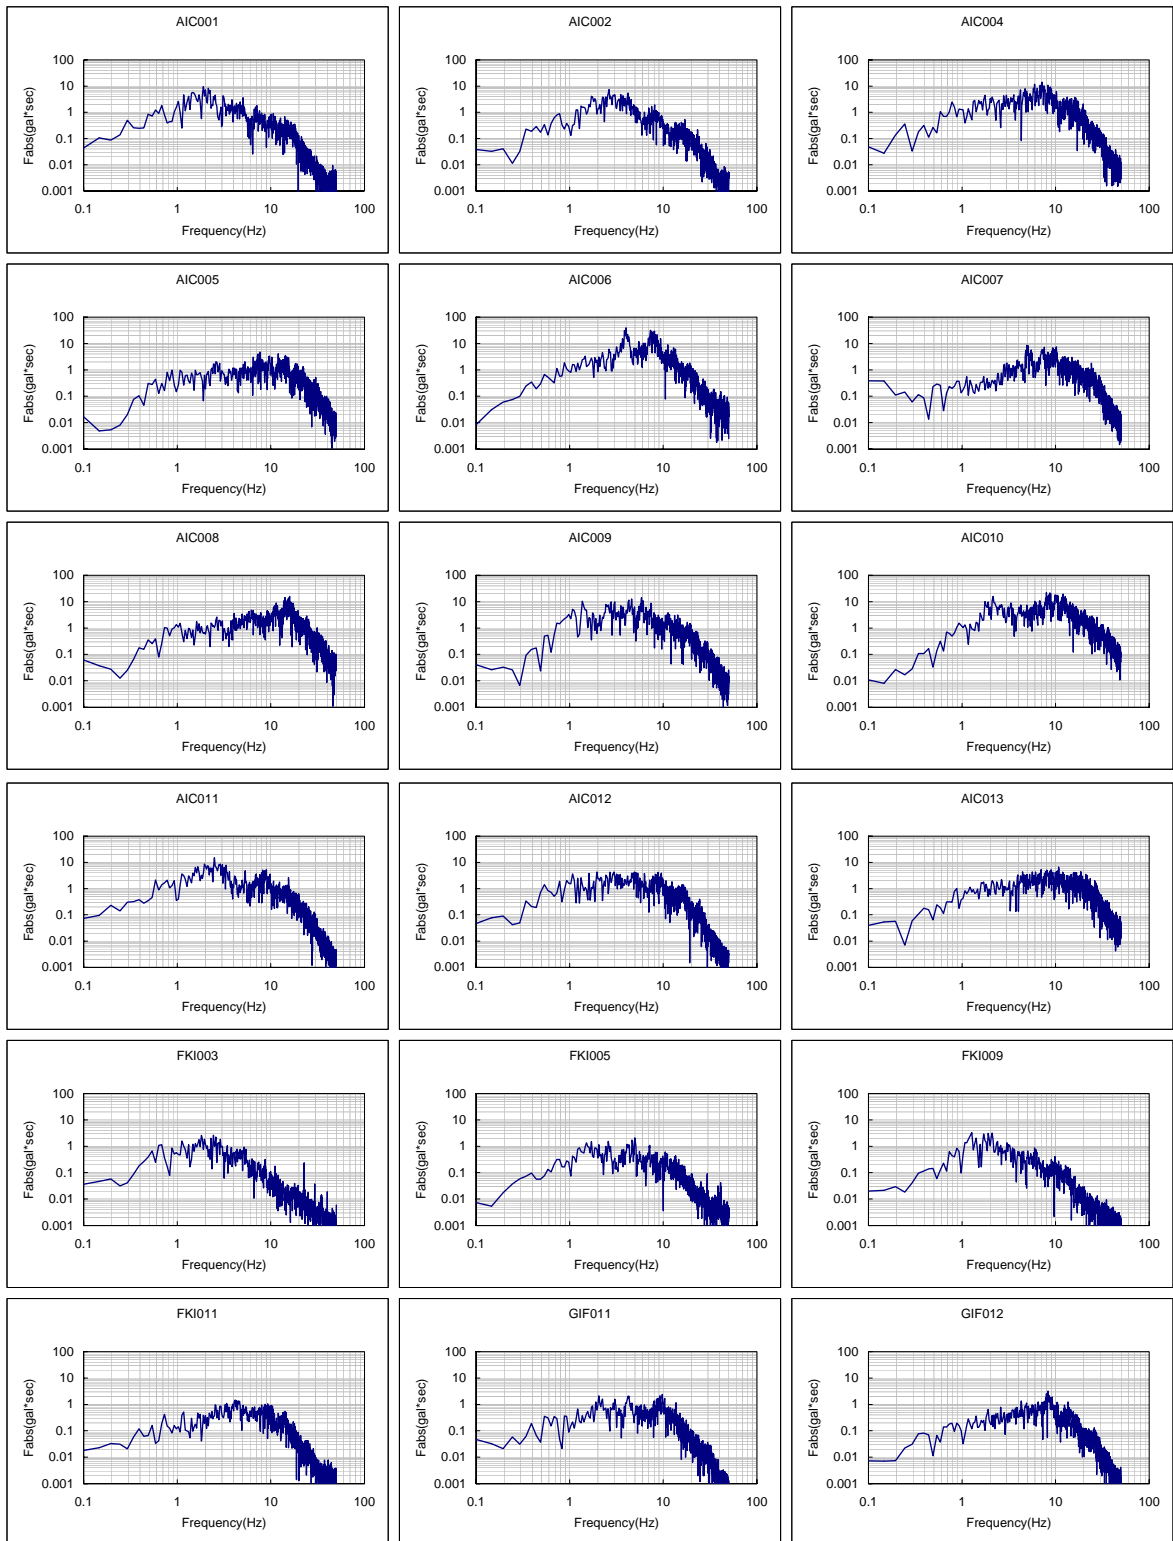 AIC001
100
10
1
0.1
0.01
0.001
Fabs(gal*sec)
0.1 1 10 100
Frequency(Hz)
AIC002
100
10
1
0.1
0.01
0.001
Fabs(gal*sec)
0.1 1 10 100
Frequency(Hz)
AIC004
100
10
1
0.1
0.01
0.001
Fabs(gal*sec)
0.1 1 10 100
Frequency(Hz)
AIC005
100
10
1
0.1
0.01
0.001
Fabs(gal*sec)
0.1 1 10 100
Frequency(Hz)
AIC006
100
10
1
0.1
0.01
0.001
Fabs(gal*sec)
0.1 1 10 100
Frequency(Hz)
AIC007
100
10
1
0.1
0.01
0.001
Fabs(gal*sec)
0.1 1 10 100
Frequency(Hz)
AIC008
100
10
1
0.1
0.01
0.001
Fabs(gal*sec)
0.1 1 10 100
Frequency(Hz)
AIC009
100
10
1
0.1
0.01
0.001
Fabs(gal*sec)
0.1 1 10 100
Frequency(Hz)
AIC010
100
10
1
0.1
0.01
0.001
Fabs(gal*sec)
0.1 1 10 100
Frequency(Hz)
AIC011
100
10
1
0.1
0.01
0.001
Fabs(gal*sec)
0.1 1 10 100
Frequency(Hz)
AIC012
100
10
1
0.1
0.01
0.001
Fabs(gal*sec)
0.1 1 10 100
Frequency(Hz)
AIC013
100
10
1
0.1
0.01
0.001
Fabs(gal*sec)
0.1 1 10 100
Frequency(Hz)
FKI003
100
10
1
0.1
0.01
0.001
Fabs(gal*sec)
0.1 1 10 100
Frequency(Hz)
FKI005
100
10
1
0.1
0.01
0.001
Fabs(gal*sec)
0.1 1 10 100
Frequency(Hz)
FKI009
100
10
1
0.1
0.01
0.001
Fabs(gal*sec)
0.1 1 10 100
Frequency(Hz)
FKI011
100
10
1
0.1
0.01
0.001
Fabs(gal*sec)
0.1 1 10 100
Frequency(Hz)
GIF011
100
10
1
0.1
0.01
0.001
Fabs(gal*sec)
0.1 1 10 100
Frequency(Hz)
GIF012
100
10
1
0.1
0.01
0.001
Fabs(gal*sec)
0.1 1 10 100
Frequency(Hz)